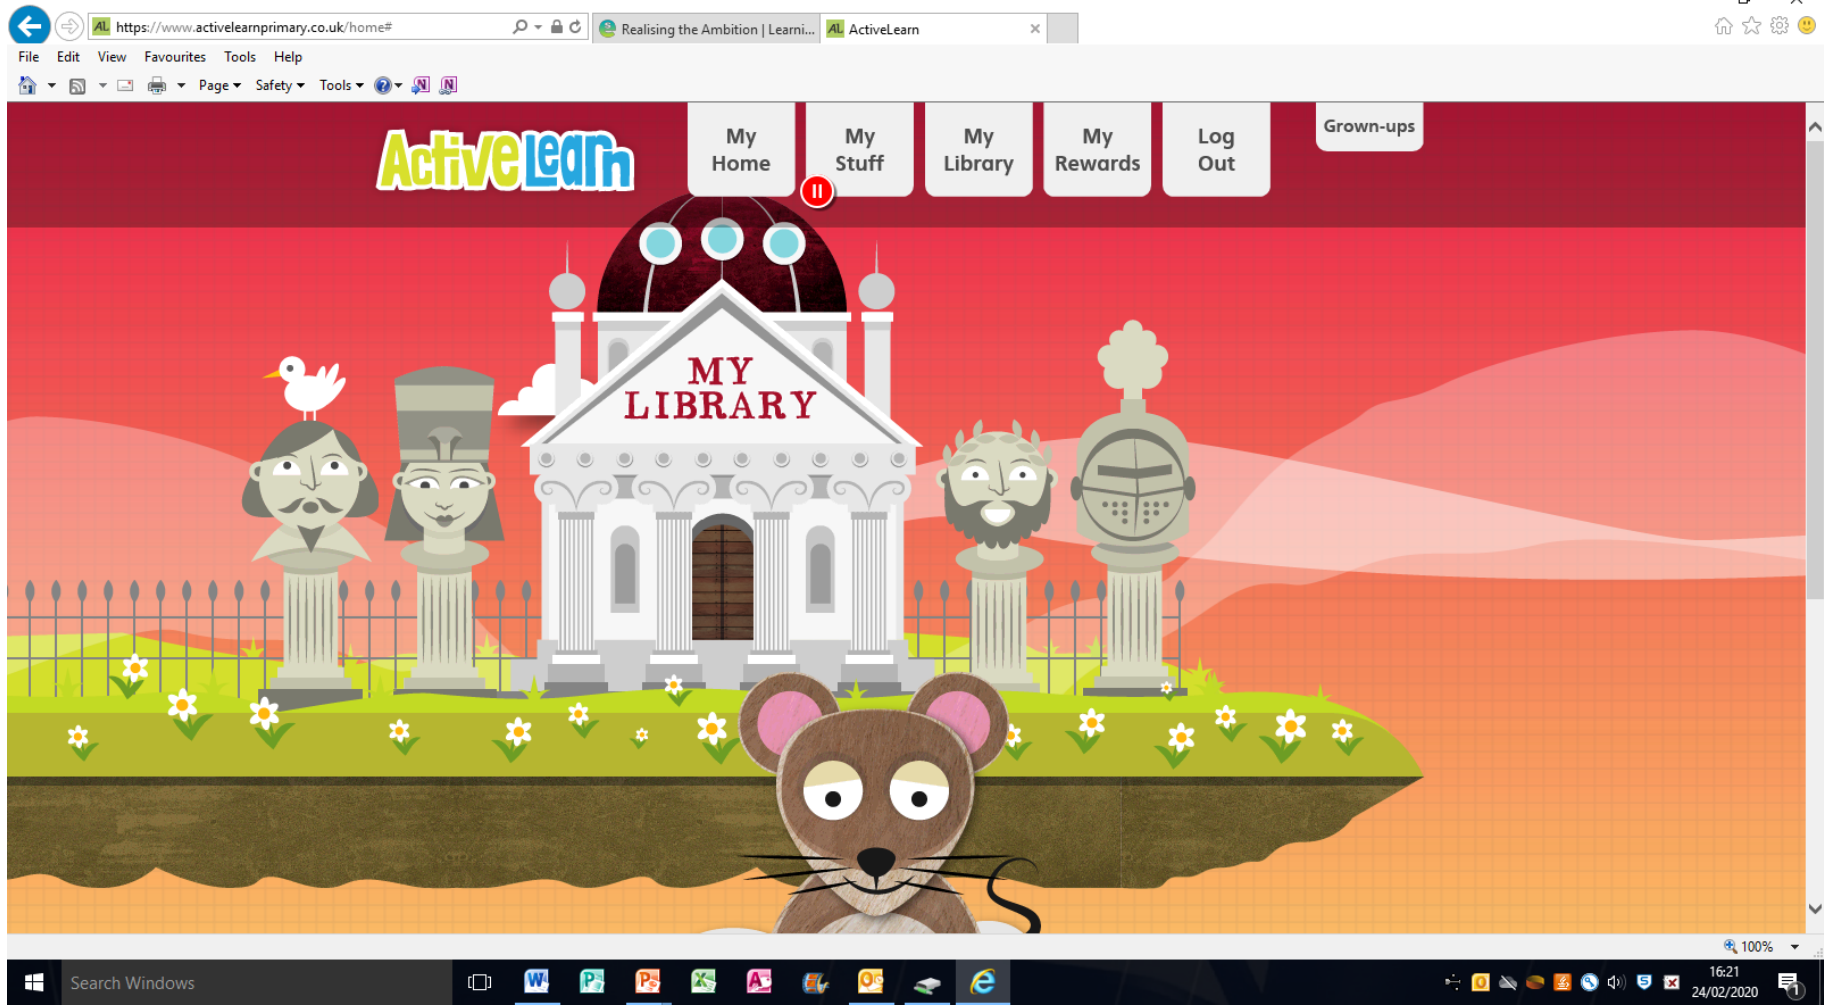 https://www.activelearnprimary.co.uk/home#
Realising the Ambition | Learni...
AL ActiveLearn
File Edit View Favourites Tools Help
Page Safety Tools
ActiveLearn
My Home
My Stuff
My Library
My Rewards
Log Out
Grown-ups
MY
LIBRARY
100%
Search Windows
16:21
24/02/2020